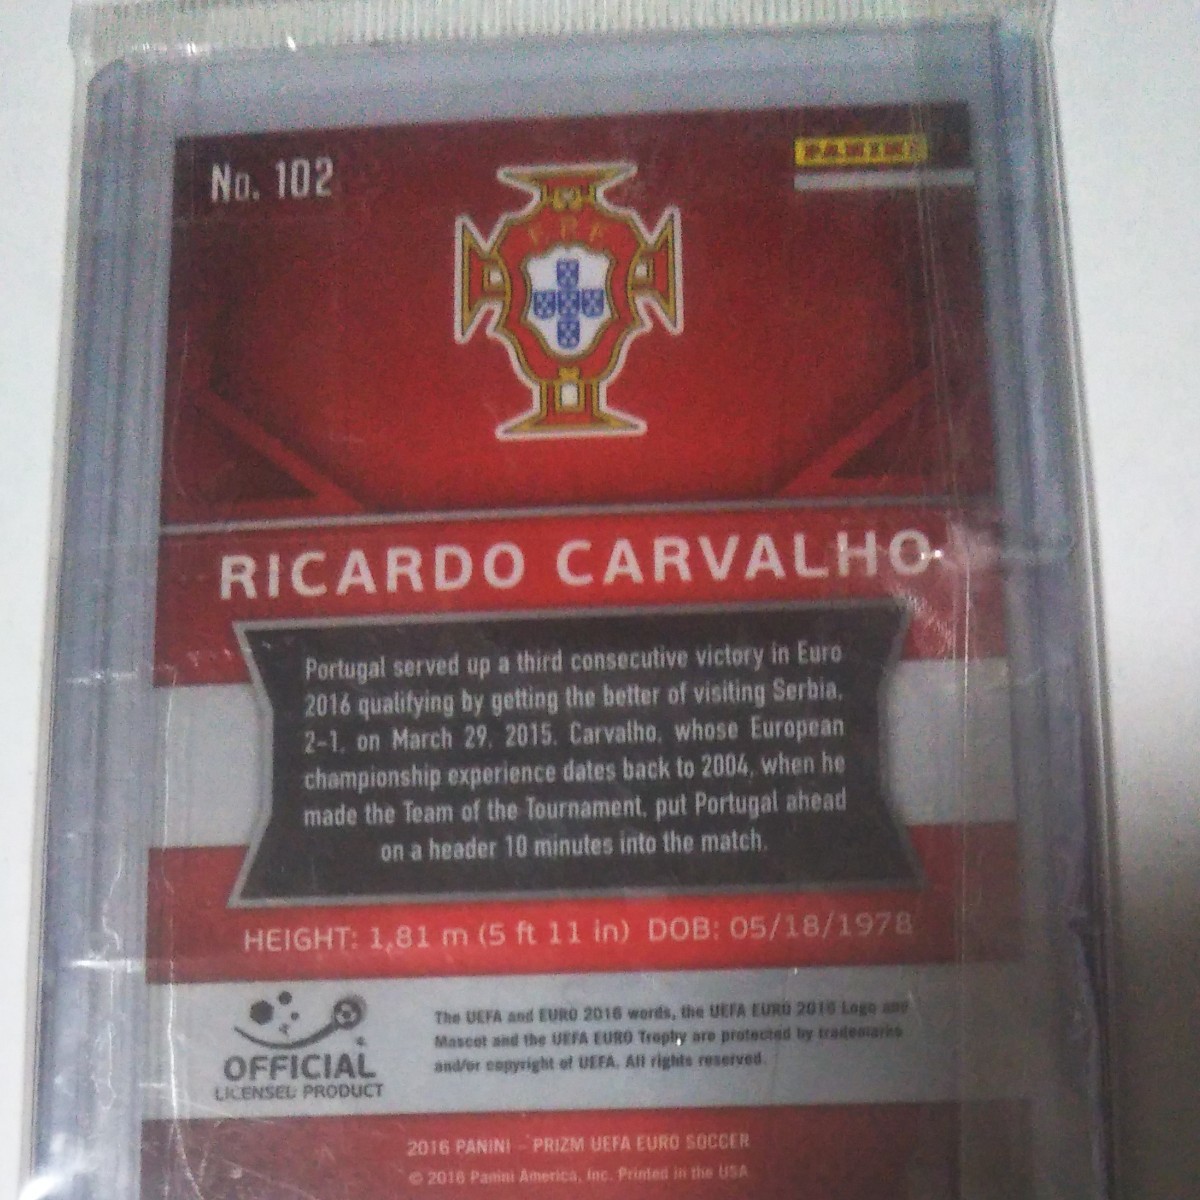 No. 102
PANINI
FPF
RICARDO CARVALHO
Portugal served up a third consecutive victory in Euro
2016 qualifying by getting the better of visiting Serbia,
2–1, on March 29, 2015. Carvalho, whose European
championship experience dates back to 2004, when he
made the Team of the Tournament, put Portugal ahead
on a header 10 minutes into the match.
HEIGHT: 1,81 m (5 ft 11 in) DOB: 05/18/1978
OFFICIAL
LICENSED PRODUCT
The UEFA and EURO 2016 words, the UEFA EURO 2016 Logo and
Mascot and the UEFA EURO Trophy are protected by trademarks
and/or copyright of UEFA. All rights reserved.
2016 PANINI – PRIZM UEFA EURO SOCCER
© 2016 Panini America, Inc. Printed in the USA